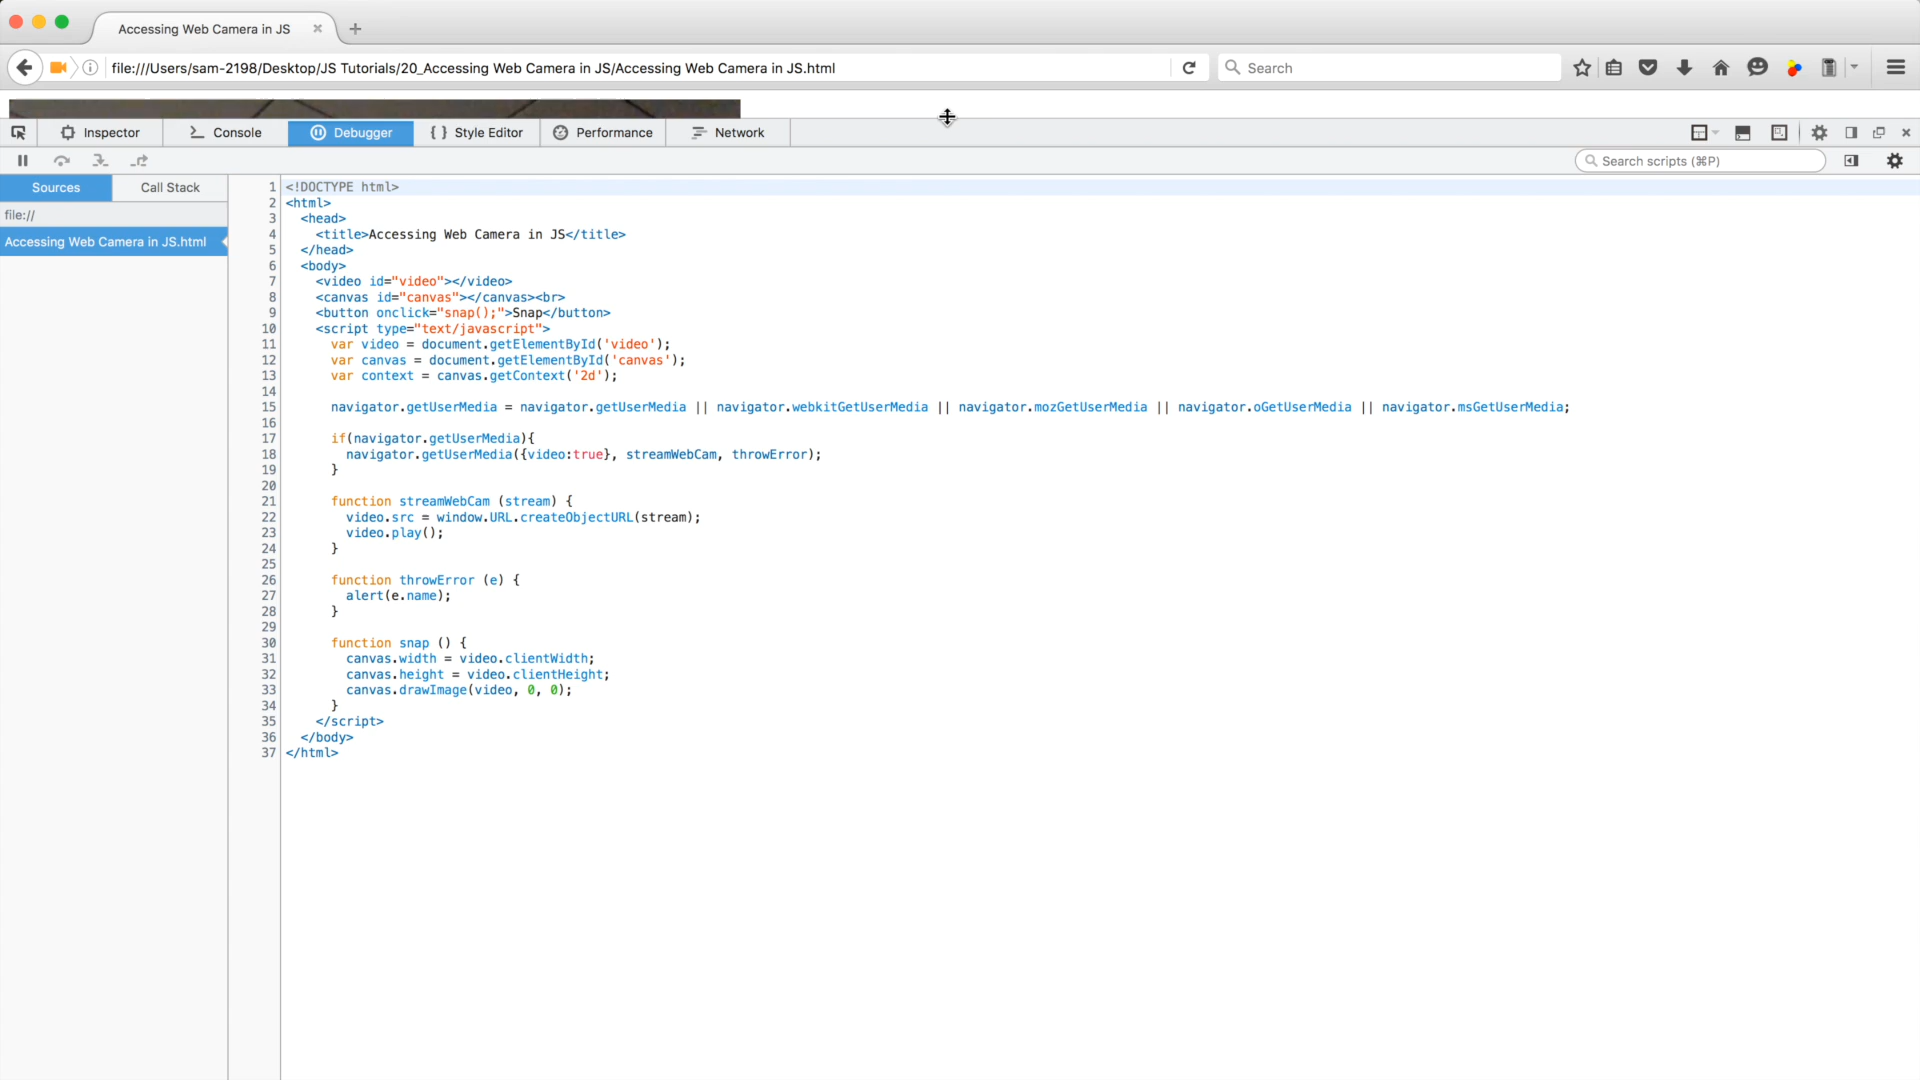 Accessing Web Camera in JS
file:///Users/sam-2198/Desktop/JS Tutorials/20_Accessing Web Camera in JS/Accessing Web Camera in JS.html
Search
Inspector
Console
Debugger
{ } Style Editor
Performance
Network
Search scripts (⌘P)
Sources
Call Stack
file://
Accessing Web Camera in JS.html
1 <!DOCTYPE html>
2 <html>
3 <head>
4 <title>Accessing Web Camera in JS</title>
5 </head>
6 <body>
7 <video id="video"></video>
8 <canvas id="canvas"></canvas><br>
9 <button onclick="snap();">Snap</button>
10 <script type="text/javascript">
11 var video = document.getElementById('video');
12 var canvas = document.getElementById('canvas');
13 var context = canvas.getContext('2d');
14
15 navigator.getUserMedia = navigator.getUserMedia || navigator.webkitGetUserMedia || navigator.mozGetUserMedia || navigator.oGetUserMedia || navigator.msGetUserMedia;
16
17 if(navigator.getUserMedia){
18 navigator.getUserMedia({video:true}, streamWebCam, throwError);
19 }
20
21 function streamWebCam (stream) {
22 video.src = window.URL.createObjectURL(stream);
23 video.play();
24 }
25
26 function throwError (e) {
27 alert(e.name);
28 }
29
30 function snap () {
31 canvas.width = video.clientWidth;
32 canvas.height = video.clientHeight;
33 canvas.drawImage(video, 0, 0);
34 }
35 </script>
36 </body>
37 </html>